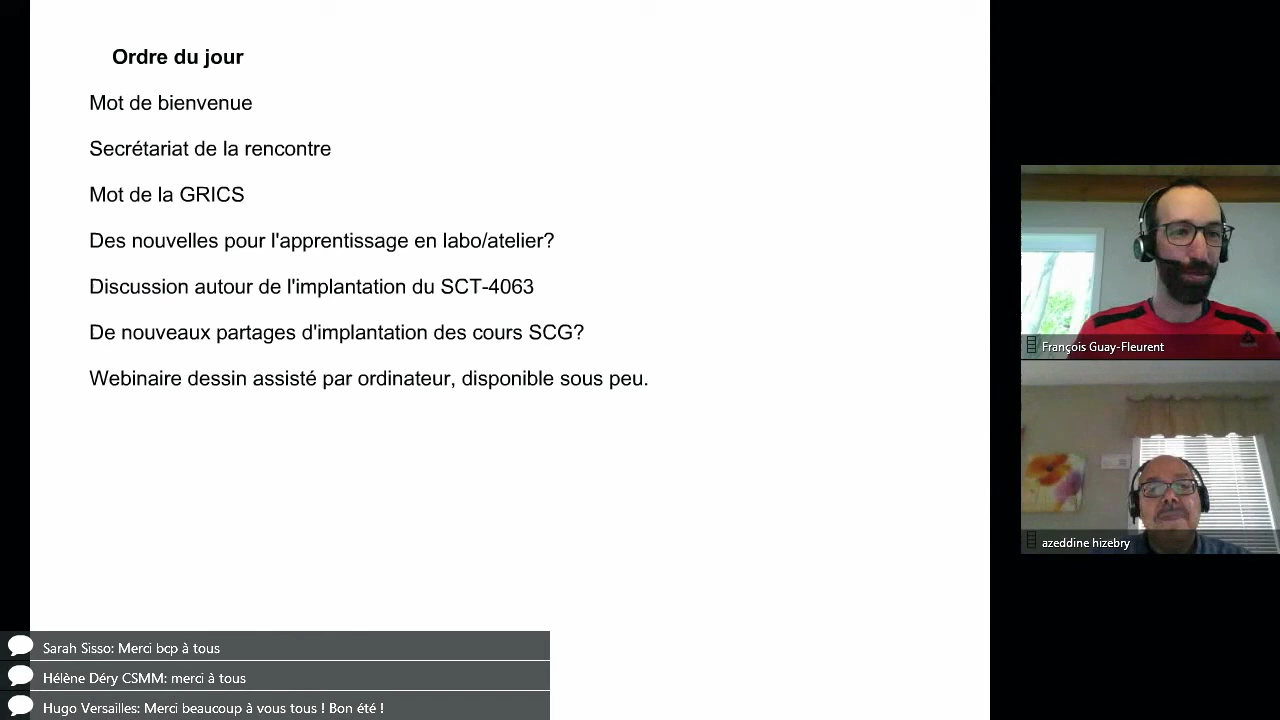 Ordre du jour
Mot de bienvenue
Secrétariat de la rencontre
Mot de la GRICS
Des nouvelles pour l'apprentissage en labo/atelier?
Discussion autour de l'implantation du SCT-4063
De nouveaux partages d'implantation des cours SCG?
Webinaire dessin assisté par ordinateur, disponible sous peu.
François Guay-Fleurent
azeddine hizebry
Sarah Sisso: Merci bcp à tous
Hélène Déry CSMM: merci à tous
Hugo Versailles: Merci beaucoup à vous tous ! Bon été !